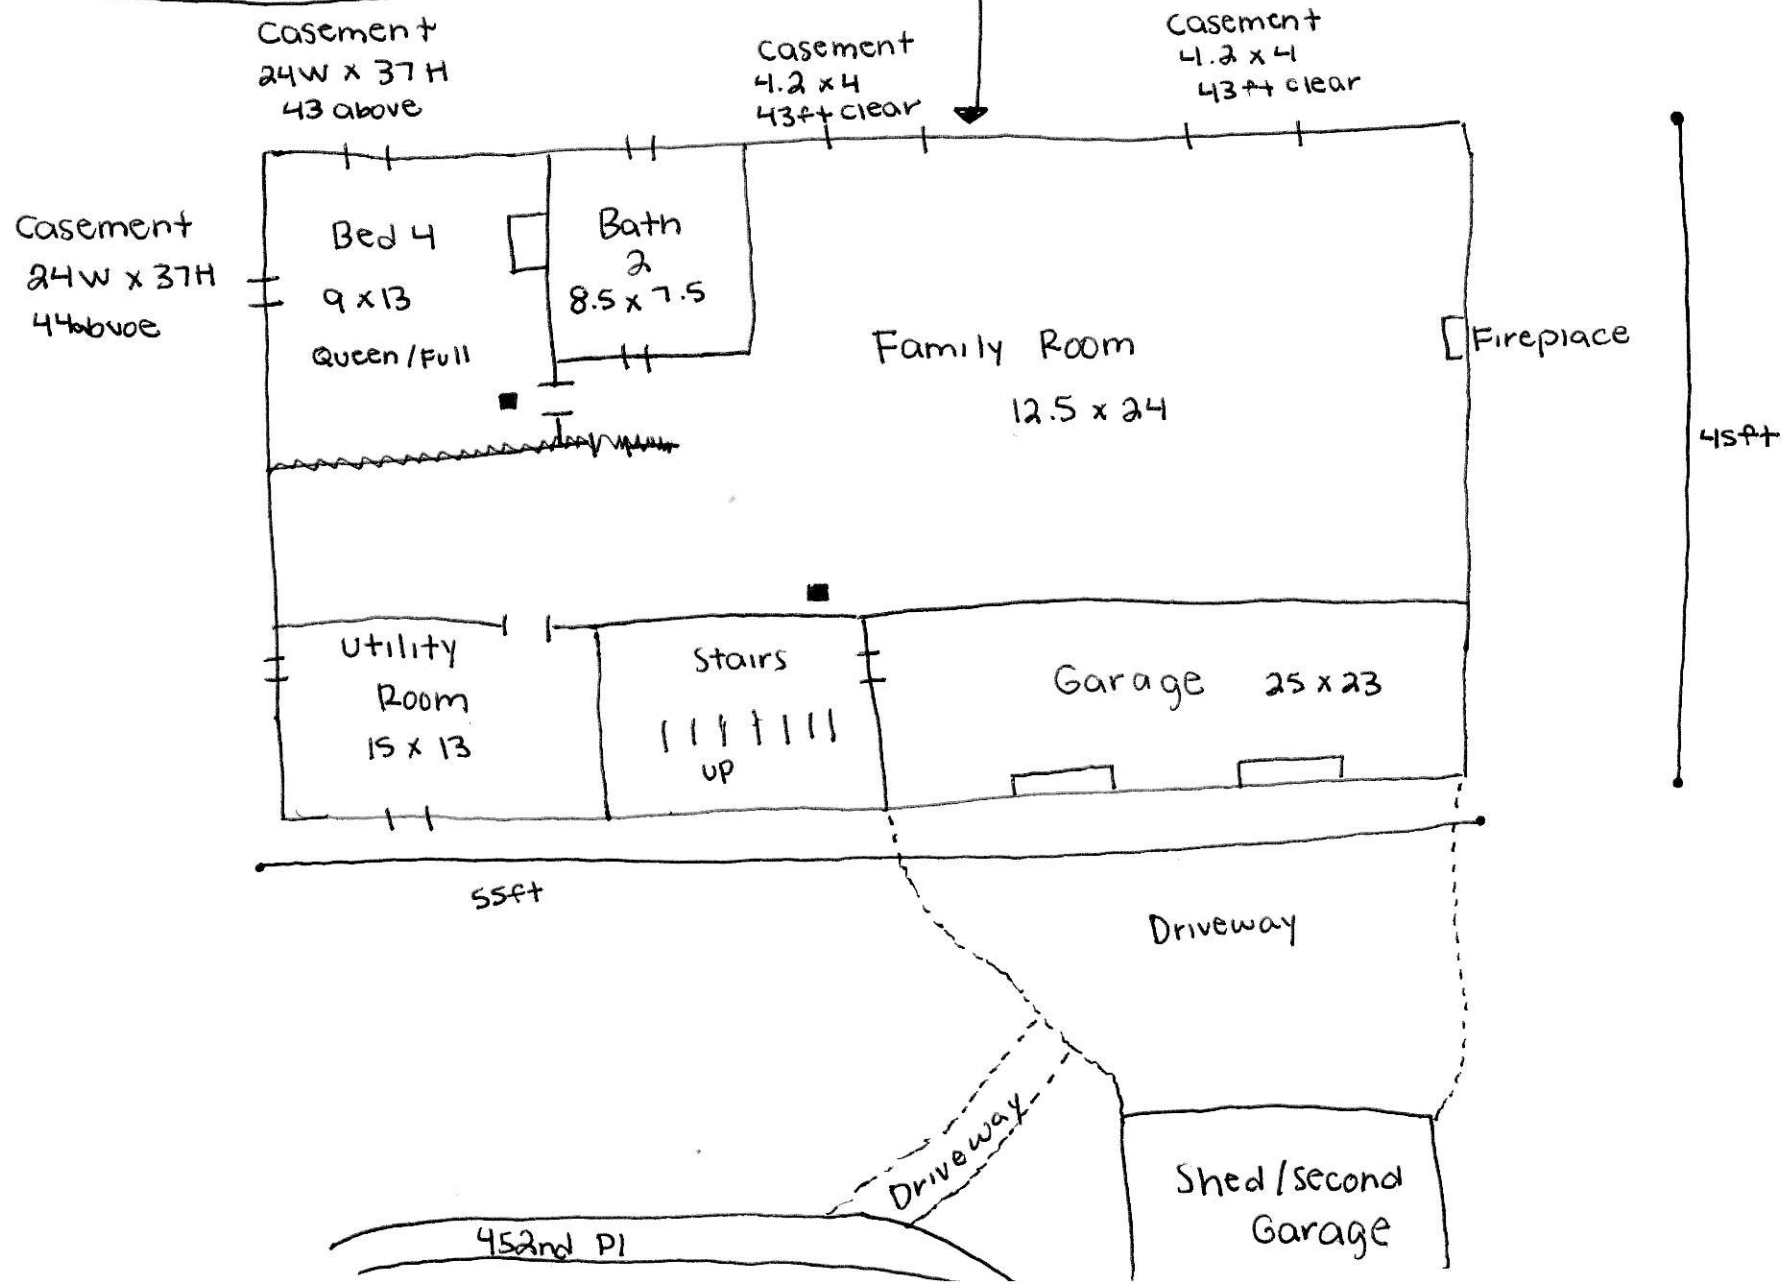 Casement
24W x 37H
43 above
Casement
4.2 x 4
43ft clear
Casement
4.2 x 4
43ft clear
Casement
24W x 37H
44abvoe
Bed 4
9 x 13
Queen/Full
Bath
2
8.5 x 7.5
Family Room
12.5 x 24
Fireplace
45ft
Utility
Room
15 x 13
Stairs
UP
Garage 25 x 23
55ft
Driveway
Driveway
Shed/second
Garage
452nd Pl